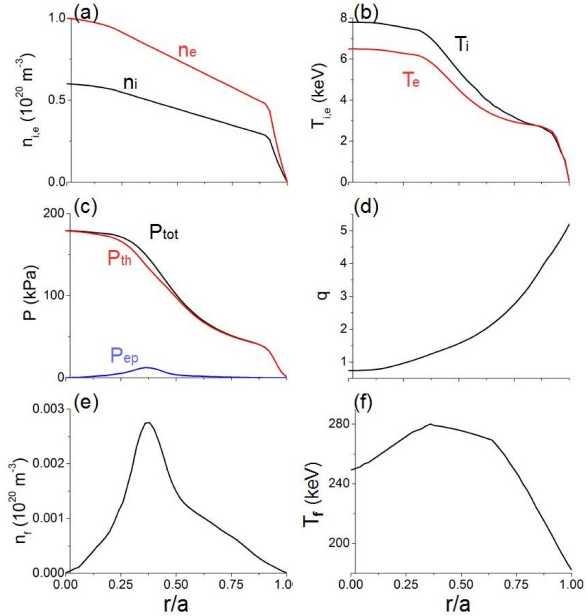 (a)
1.0
0.5
0.0
n_i,e (10^20 m^-3)
n_e
n_i
(b)
8
6
4
2
0
T_i,e (keV)
T_i
T_e
(c)
200
100
0
P (kPa)
P_tot
P_th
P_ep
(d)
5
4
3
2
1
q
(e)
0.003
0.002
0.001
0.000
n_f (10^20 m^-3)
0.00 0.25 0.50 0.75 1.00
r/a
(f)
280
240
200
180
T_f (keV)
0.00 0.25 0.50 0.75 1.00
r/a